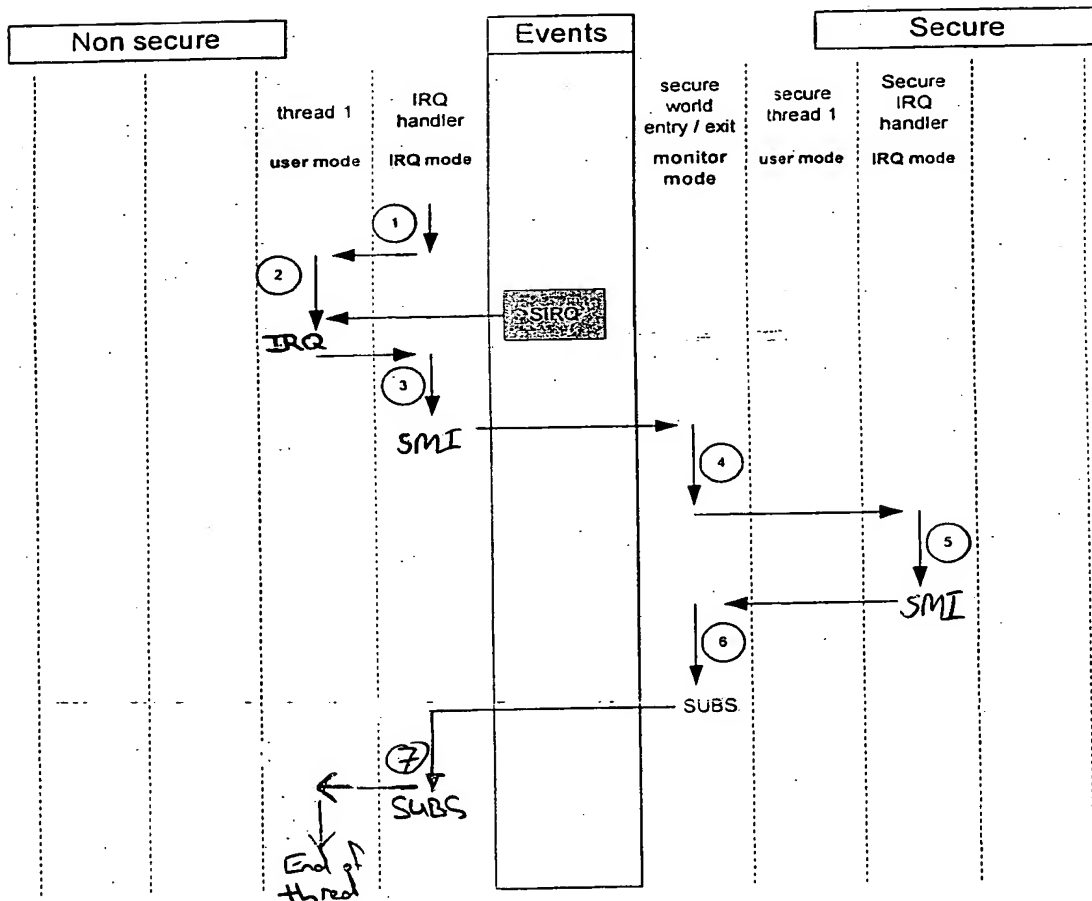 Non secure
Events
Secure
thread 1
user mode
IRQ
handler
IRQ mode
secure
world
entry / exit
monitor
mode
secure
thread 1
user mode
Secure
IRQ
handler
IRQ mode
1
2
SIRQ
IRQ
3
SMI
4
5
SMI
6
SUBS
7
SUBS
End of
thred